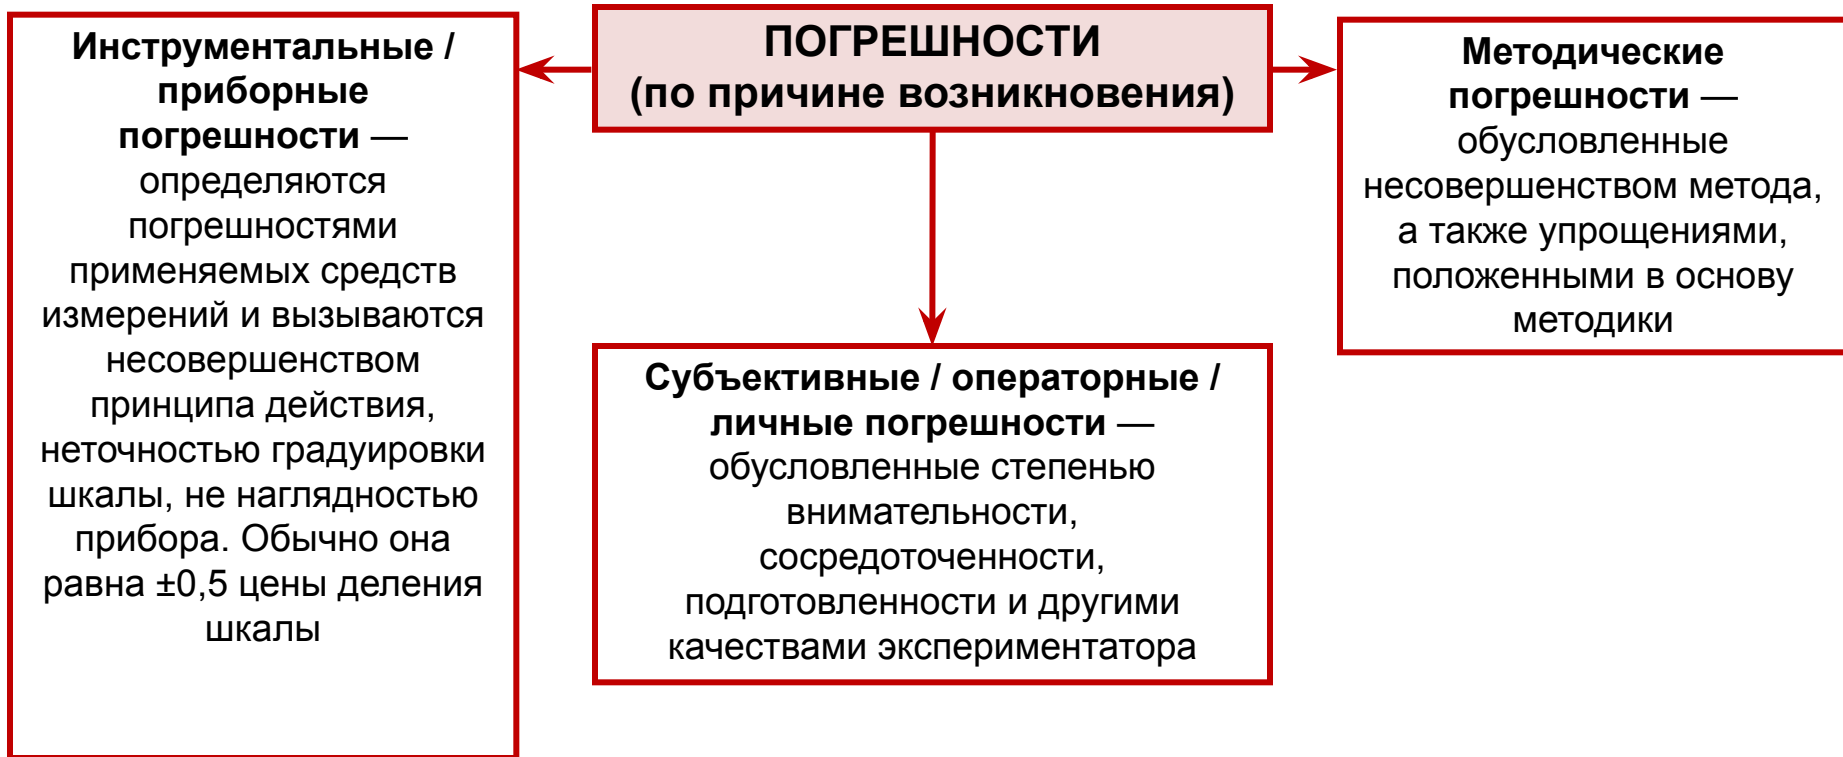 ПОГРЕШНОСТИ
(по причине возникновения)
Инструментальные /
приборные
погрешности —
определяются
погрешностями
применяемых средств
измерений и вызываются
несовершенством
принципа действия,
неточностью градуировки
шкалы, не наглядностью
прибора. Обычно она
равна ±0,5 цены деления
шкалы
Субъективные / операторные /
личные погрешности —
обусловленные степенью
внимательности,
сосредоточенности,
подготовленности и другими
качествами экспериментатора
Методические
погрешности —
обусловленные
несовершенством метода,
а также упрощениями,
положенными в основу
методики